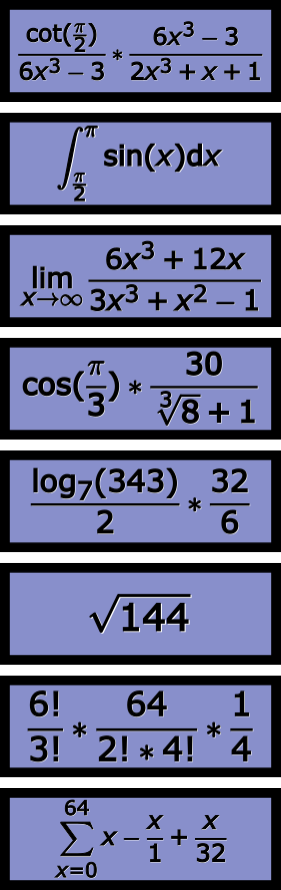 cot(π/2)/(6x³ – 3) * (6x³ – 3)/(2x³ + x + 1)
∫_{π/2}^{π} sin(x)dx
lim_{x→∞} (6x³ + 12x)/(3x³ + x² – 1)
cos(π/3) * 30/(∛8 + 1)
log₇(343)/2 * 32/6
√144
6!/3! * 64/(2! * 4!) * 1/4
∑_{x=0}^{64} x – x/1 + x/32